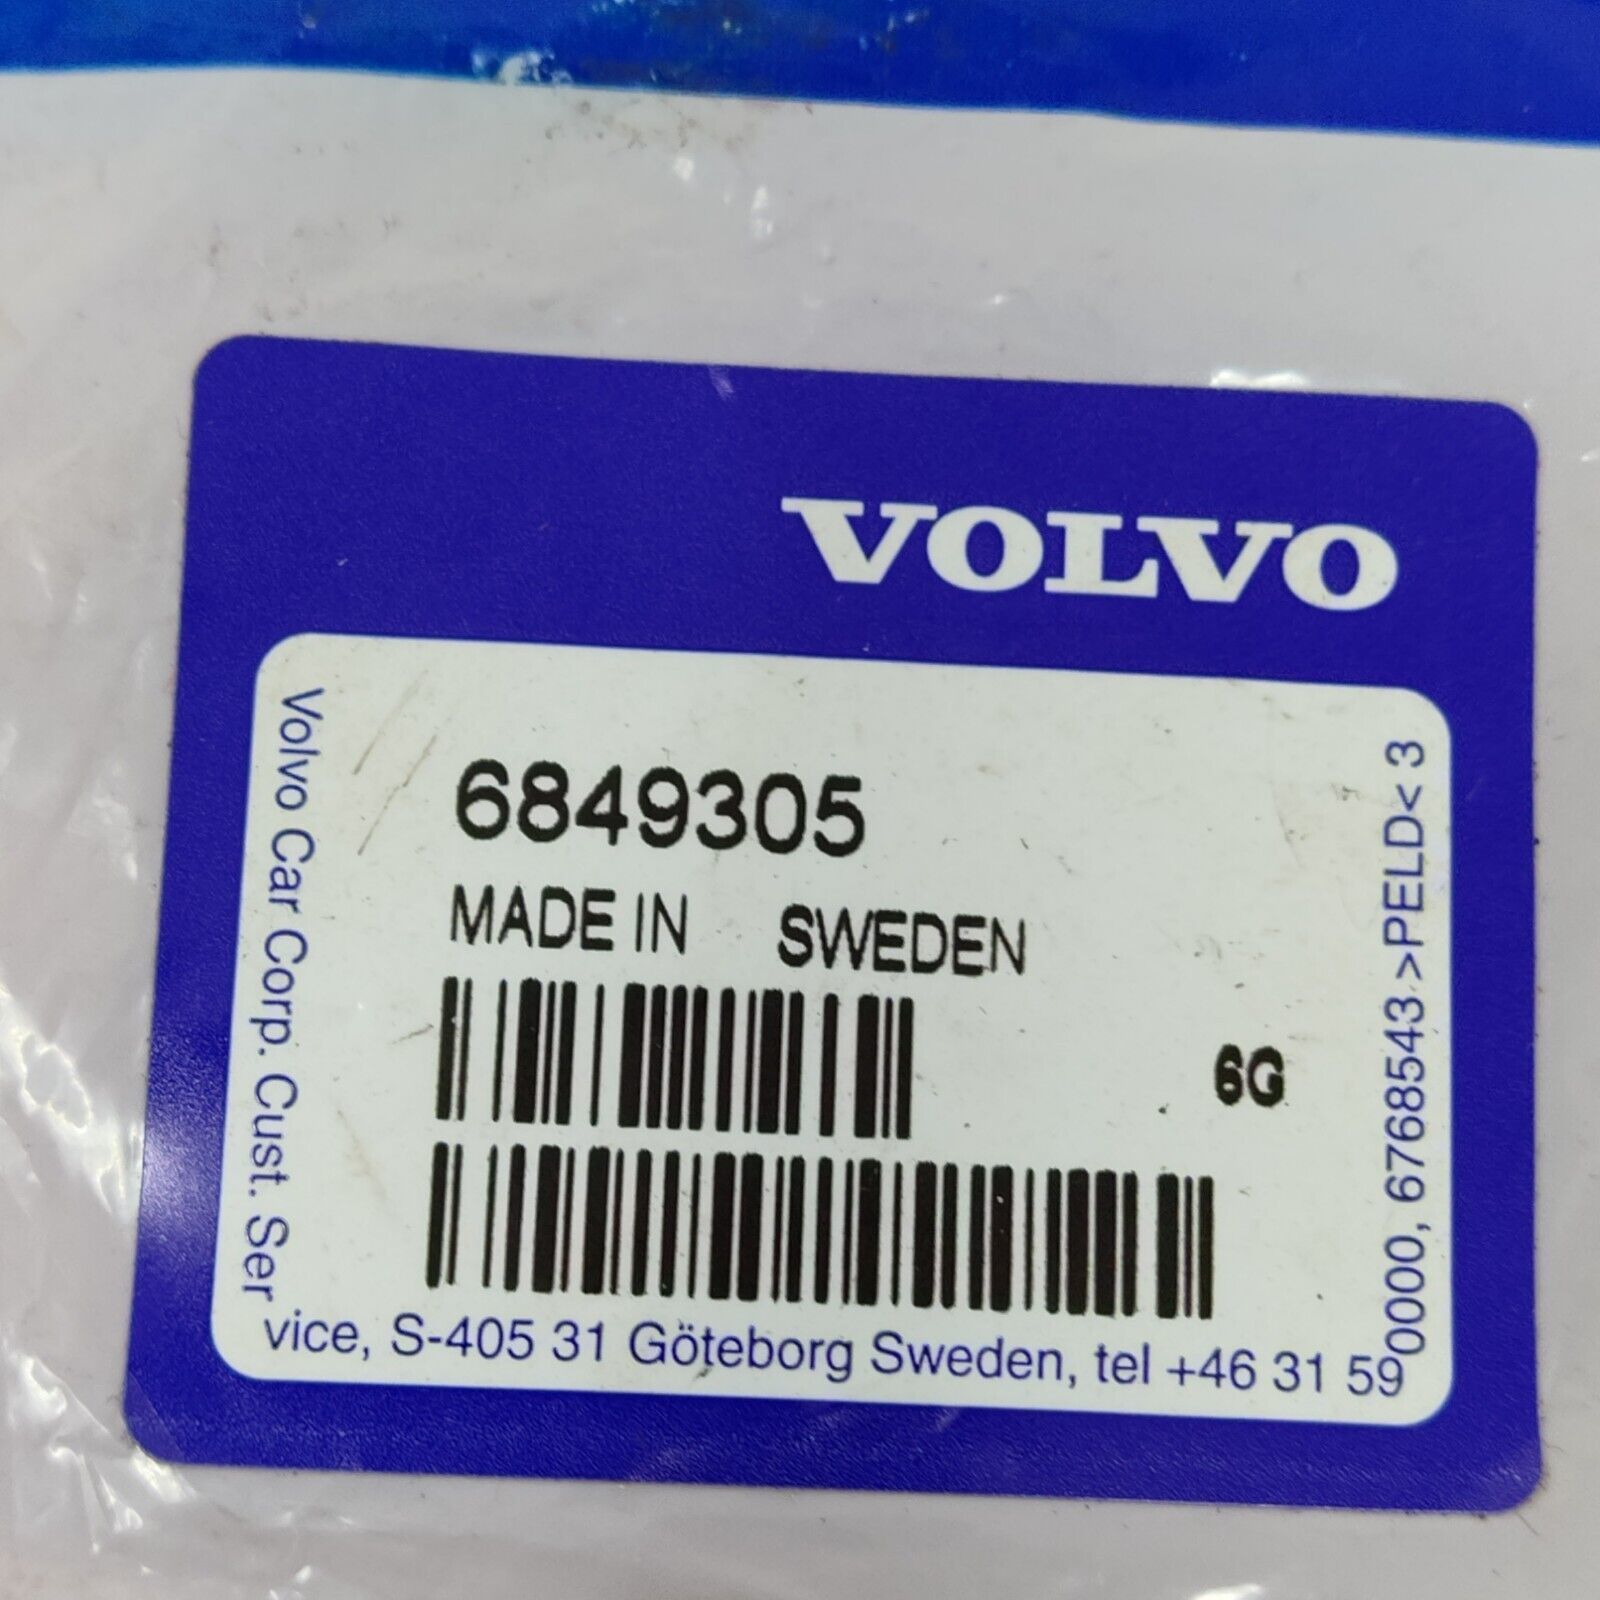 VOLVO
6849305
MADE IN SWEDEN
6G
Volvo Car Corp. Cust. Ser
vice, S-405 31 Göteborg Sweden, tel +46 31 59
0000, 6768543 >PELD< 3